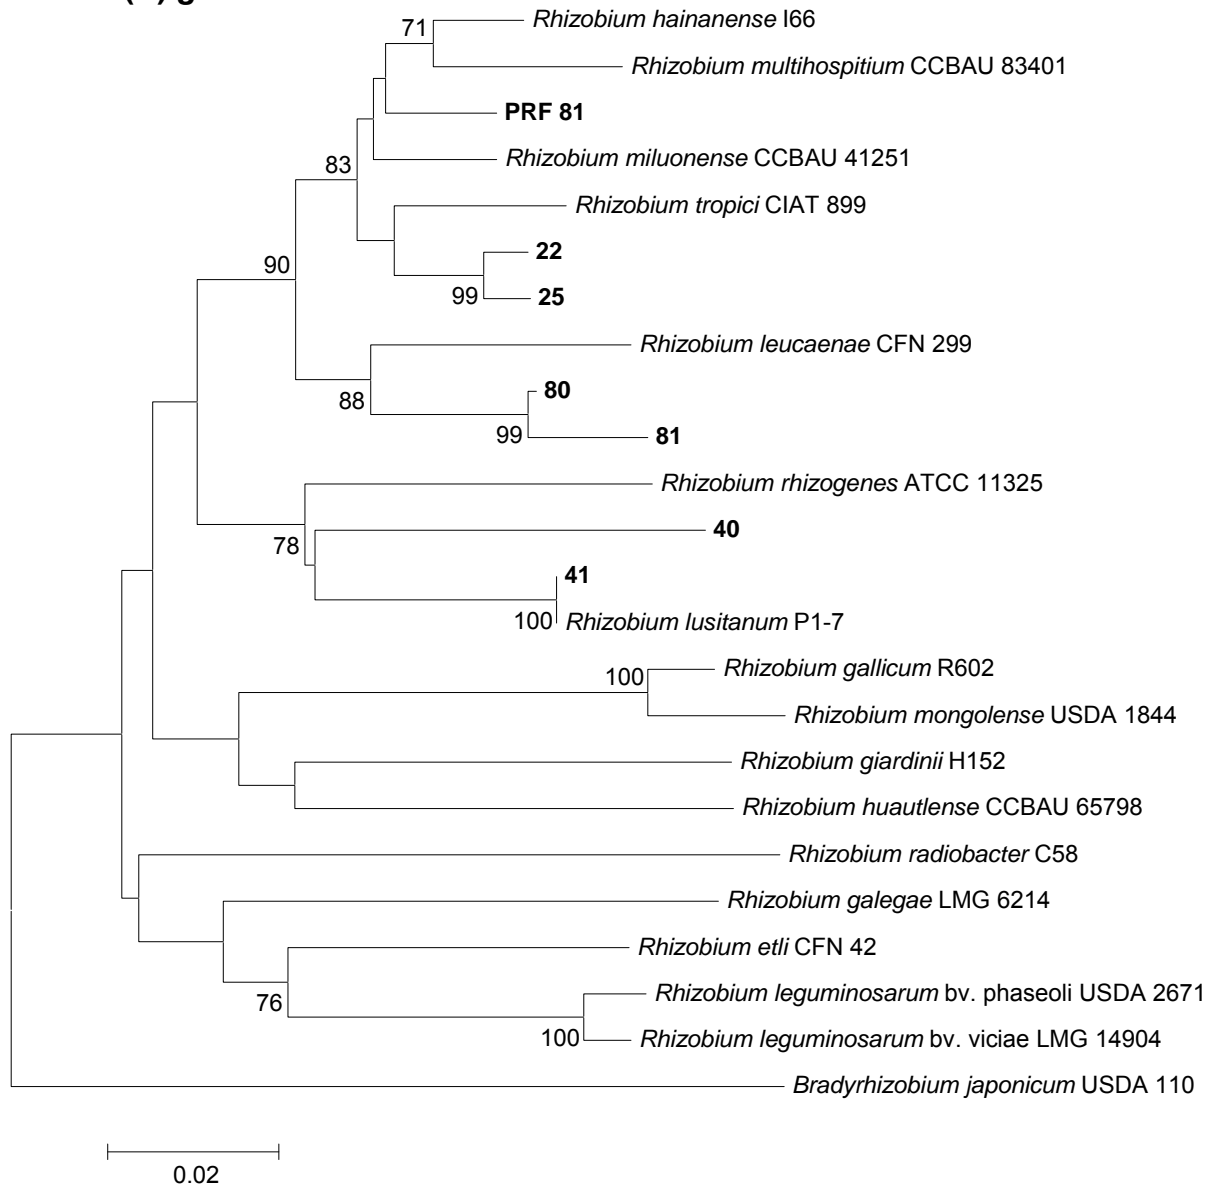 71
Rhizobium hainanense I66
Rhizobium multihospitium CCBAU 83401
PRF 81
Rhizobium miluonense CCBAU 41251
83
Rhizobium tropici CIAT 899
90
22
99
25
Rhizobium leucaenae CFN 299
88
80
99
81
Rhizobium rhizogenes ATCC 11325
40
78
41
100
Rhizobium lusitanum P1-7
Rhizobium gallicum R602
100
Rhizobium mongolense USDA 1844
Rhizobium giardinii H152
Rhizobium huautlense CCBAU 65798
Rhizobium radiobacter C58
Rhizobium galegae LMG 6214
Rhizobium etli CFN 42
76
Rhizobium leguminosarum bv. phaseoli USDA 2671
100
Rhizobium leguminosarum bv. viciae LMG 14904
Bradyrhizobium japonicum USDA 110
0.02